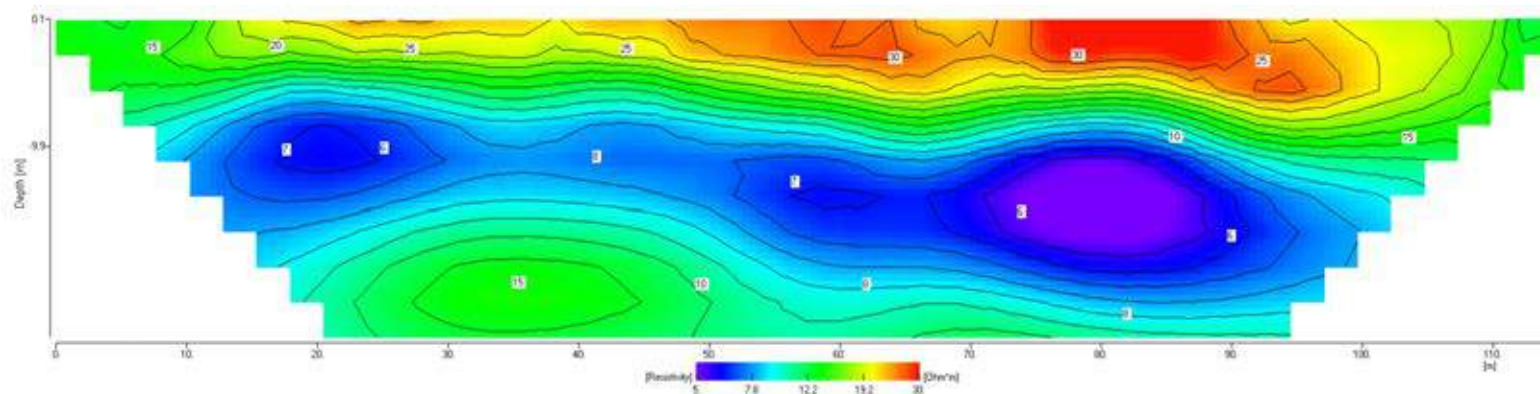 0.1
15 20 25 25 30 30 25
-9.9
7 6 8 10 15
7
6 6
15 10 8 8
Depth [m]
0. 10. 20. 30. 40. 50. 60. 70. 80. 90. 100. 110.
[m]
[Resistivity] [Ohm*m]
5. 7.8 12.2 19.2 30.